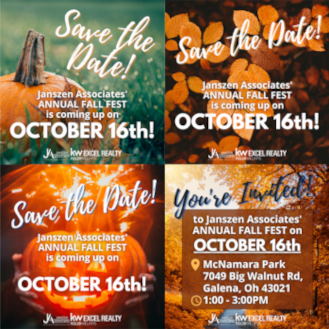 Save the
Date!
Janszen Associates'
ANNUAL FALL FEST
is coming up on
OCTOBER 16th!
kw EXCEL REALTY
Save the
Date!
Janszen Associates'
ANNUAL FALL FEST
is coming up on
OCTOBER 16th!
kw EXCEL REALTY
Save the Date!
Janszen Associates'
ANNUAL FALL FEST
is coming up on
OCTOBER 16th!
kw EXCEL REALTY
You're Invited!
to Janszen Associates'
ANNUAL FALL FEST on
OCTOBER 16th
McNamara Park
7049 Big Walnut Rd,
Galena, Oh 43021
1:00 - 3:00PM
kw EXCEL REALTY